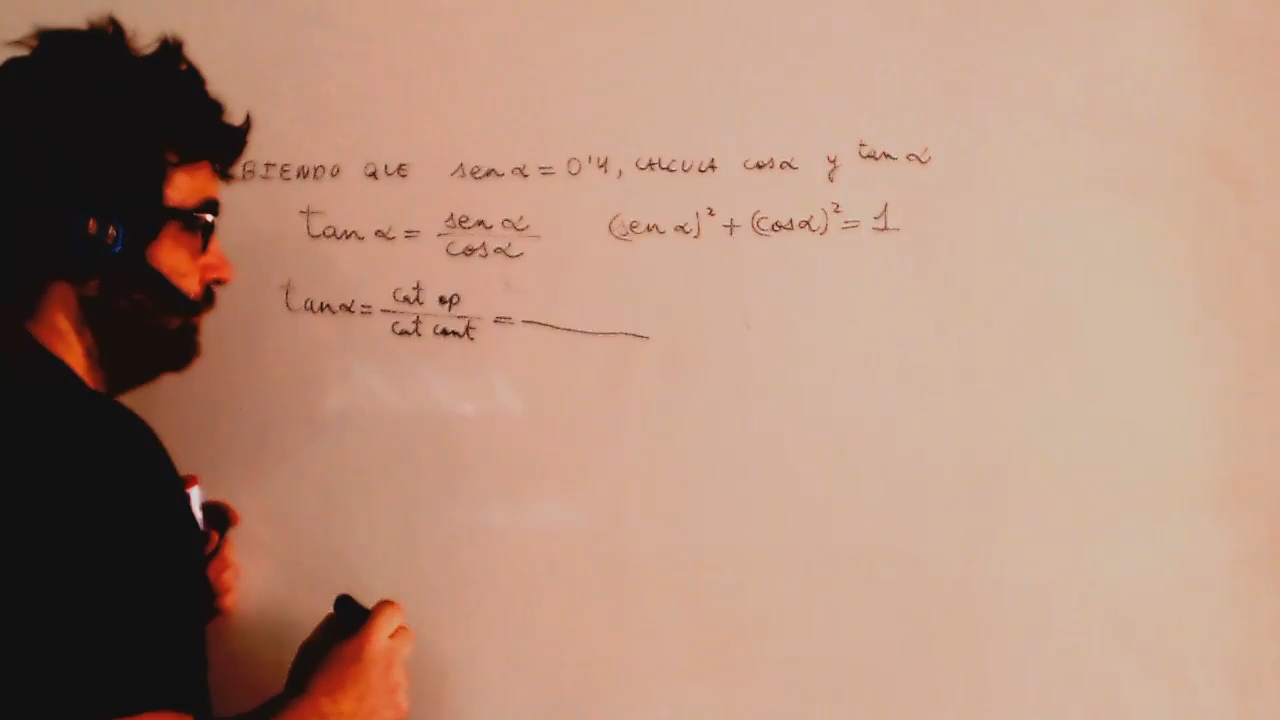 BIENDO QUE sen α = 0'4, CALCULA cos α y tan α
tan α = sen α / cos α (sen α)² + (cos α)² = 1
tan α = cat op / cat cont =